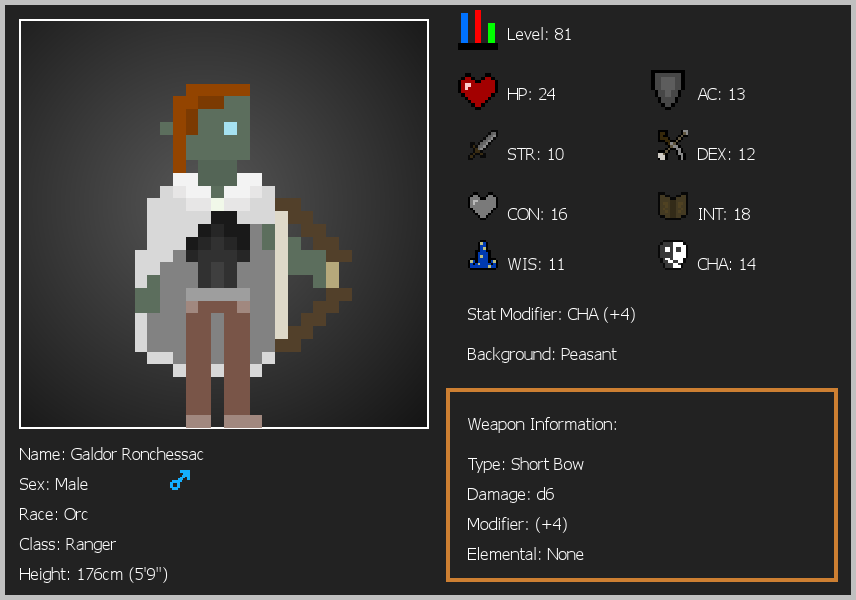 Level: 81
HP: 24
AC: 13
STR: 10
DEX: 12
CON: 16
INT: 18
WIS: 11
CHA: 14
Stat Modifier: CHA (+4)
Background: Peasant
Weapon Information:
Type: Short Bow
Damage: d6
Modifier: (+4)
Elemental: None
Name: Galdor Ronchessac
Sex: Male
Race: Orc
Class: Ranger
Height: 176cm (5'9")